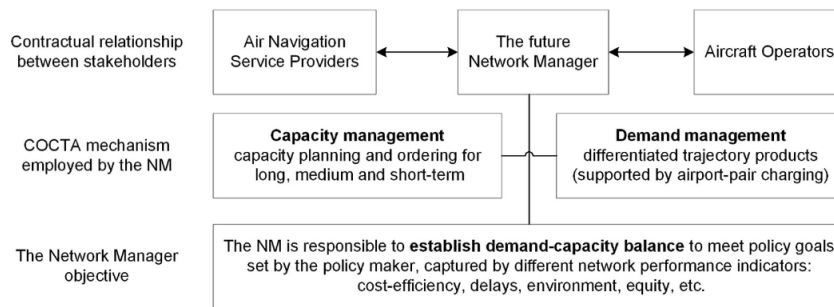 Contractual relationship
between stakeholders
Air Navigation
Service Providers
The future
Network Manager
Aircraft Operators
COCTA mechanism
employed by the NM
Capacity management
capacity planning and ordering for
long, medium and short-term
Demand management
differentiated trajectory products
(supported by airport-pair charging)
The Network Manager
objective
The NM is responsible to establish demand-capacity balance to meet policy goals
set by the policy maker, captured by different network performance indicators:
cost-efficiency, delays, environment, equity, etc.